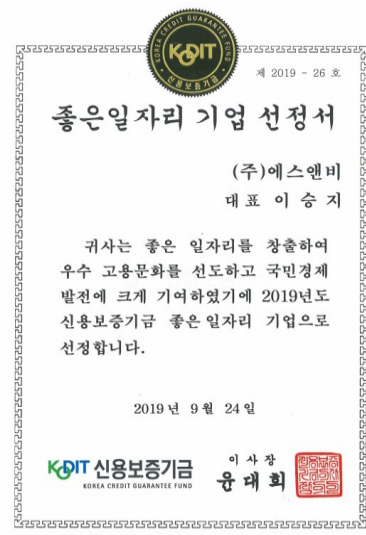 KOREA CREDIT GUARANTEE FUND
KODIT
신용보증기금
제 2019 - 26 호
좋은일자리 기업 선정서
(주)에스앤비
대표 이승지
귀사는 좋은 일자리를 창출하여
우수 고용문화를 선도하고 국민경제
발전에 크게 기여하였기에 2019년도
신용보증기금 좋은일자리 기업으로
선정합니다.
2019년 9월 24일
KODIT 신용보증기금
KOREA CREDIT GUARANTEE FUND
이사장
윤대희